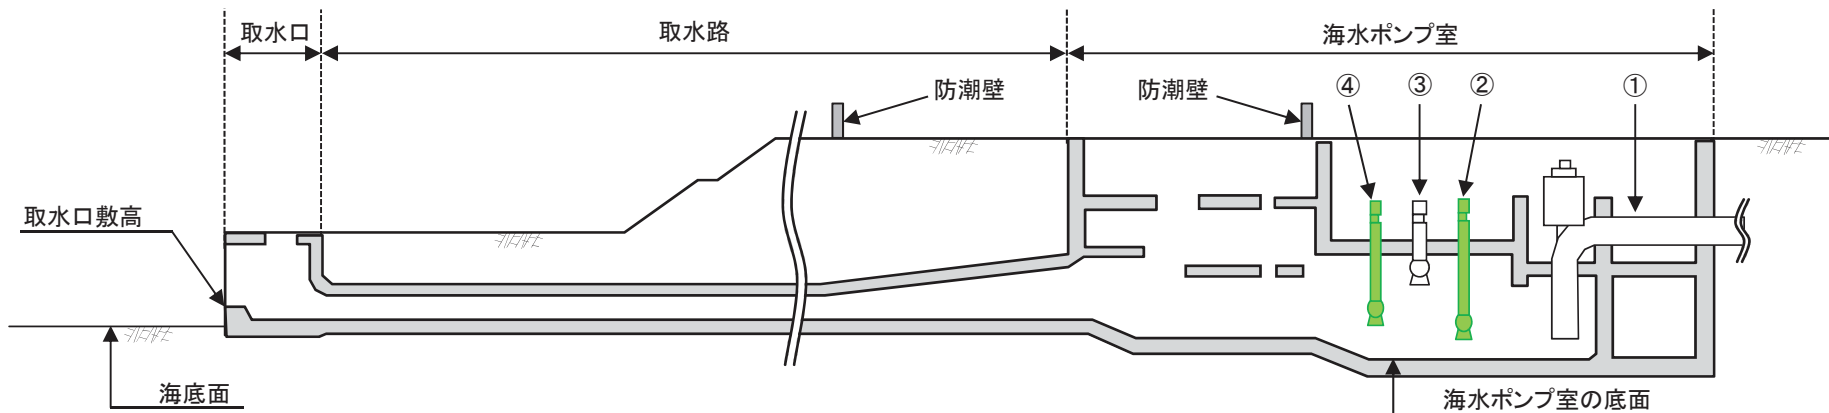 取水口
取水路
海水ポンプ室
防潮壁
防潮壁
④
③
②
①
取水口敷高
海底面
海水ポンプ室の底面